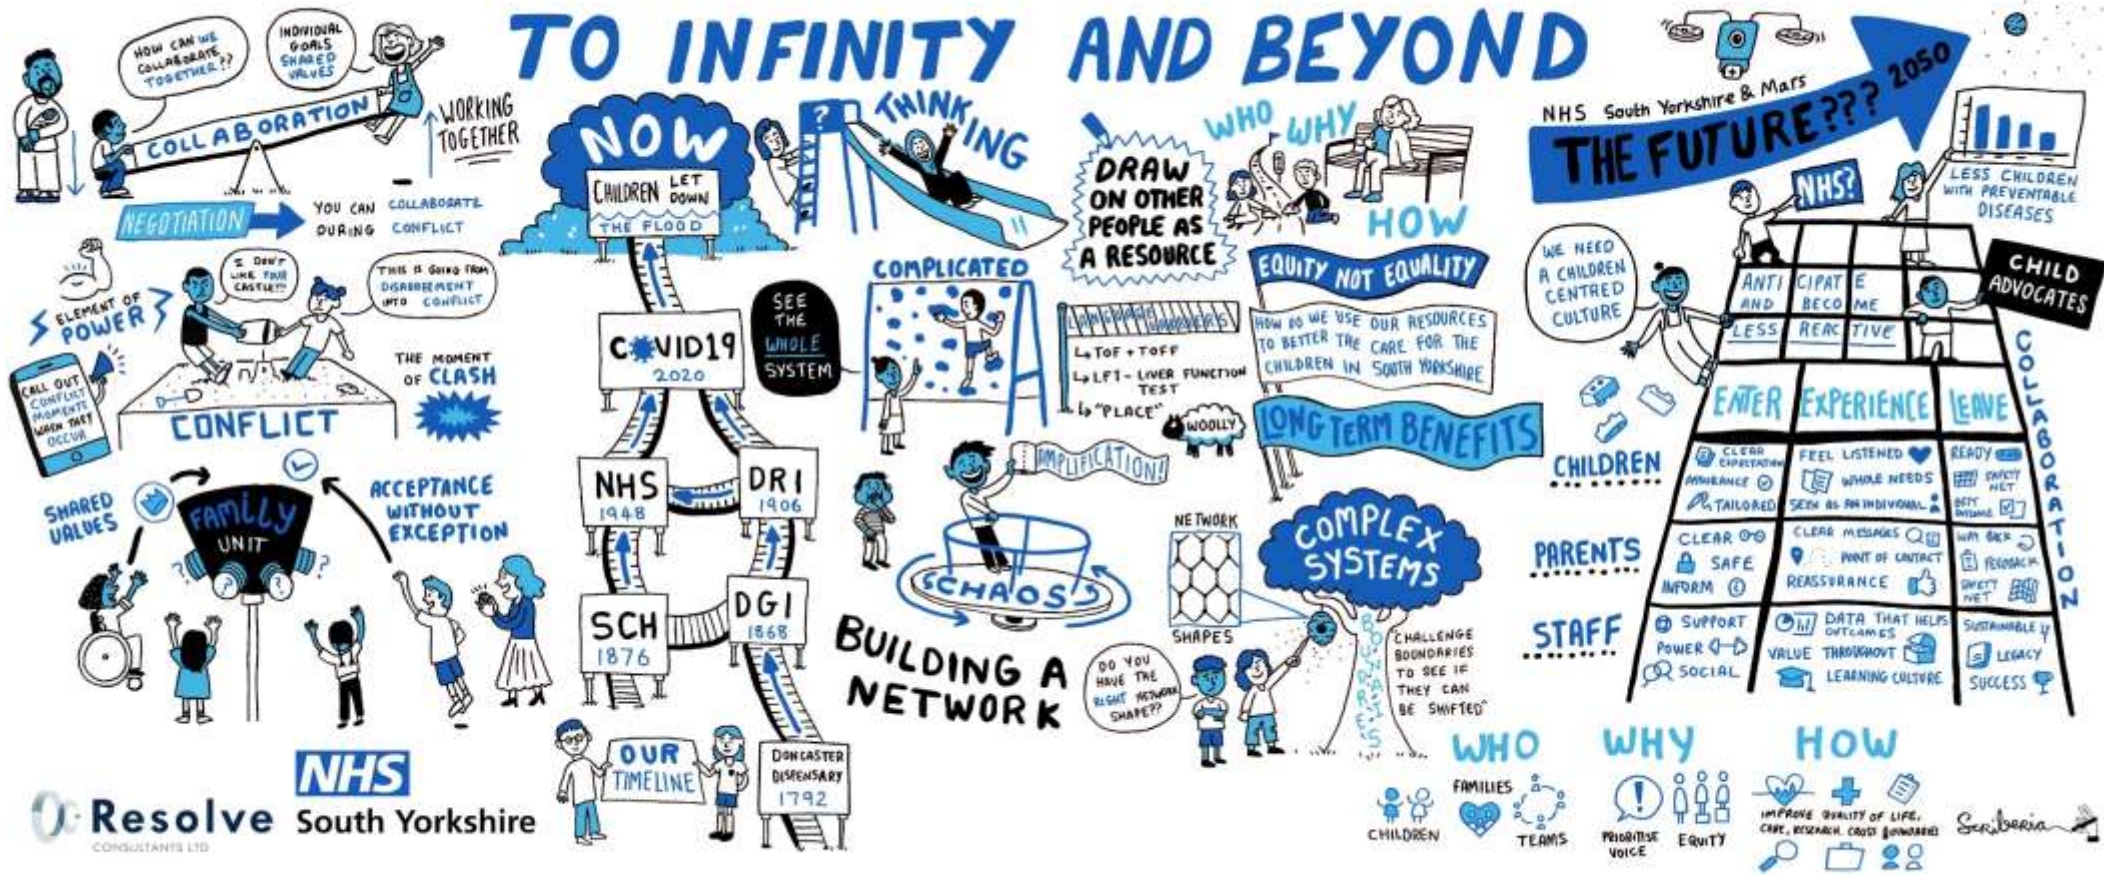 TO INFINITY AND BEYOND
HOW CAN WE
COLLABORATE
TOGETHER??
INDIVIDUAL
GOALS
SHARED
VALUES
COLLABORATION
WORKING
TOGETHER
NEGOTIATION
YOU CAN COLLABORATE
DURING CONFLICT
ELEMENT OF
POWER
I DON'T
LIKE YOUR
CASTLE!!!
THIS IS GOING FROM
DISAGREEMENT
INTO CONFLICT
CALL OUT
CONFLICT
MOMENTS
WHEN THEY
OCCUR
CONFLICT
THE MOMENT
OF CLASH
SHARED
VALUES
FAMILY
UNIT
? ? ? ?
ACCEPTANCE
WITHOUT
EXCEPTION
Resolve
CONSULTANTS LTD
NHS
South Yorkshire
NOW
CHILDREN LET
DOWN
THE FLOOD
COVID19
2020
NHS
1948
DRI
1906
SCH
1876
DGI
1868
OUR
TIMELINE
DONCASTER
DISPENSARY
1792
?
THINKING
SEE
THE
WHOLE
SYSTEM
COMPLICATED
AMPLIFICATION!
CHAOS
BUILDING A
NETWORK
DRAW
ON OTHER
PEOPLE AS
A RESOURCE
WHO WHY
HOW
LANGUAGE BARRIERS
TOF + TOFF
LFT - LIVER FUNCTION
TEST
"PLACE"
WOOLLY
EQUITY NOT EQUALITY
HOW DO WE USE OUR RESOURCES
TO BETTER THE CARE FOR THE
CHILDREN IN SOUTH YORKSHIRE
LONG TERM BENEFITS
NETWORK
SHAPES
COMPLEX
SYSTEMS
DO YOU
HAVE THE
RIGHT NETWORK
SHAPE??
BOUNDARIES
"CHALLENGE
BOUNDARIES
TO SEE IF
THEY CAN
BE SHIFTED"
NHS South Yorkshire & Mars
THE FUTURE??? 2050
NHS?
LESS CHILDREN
WITH PREVENTABLE
DISEASES
WE NEED
A CHILDREN
CENTRED
CULTURE
CHILD
ADVOCATES
ANTICIPATE
AND BECOME
LESS REACTIVE
COLLABORATION
ENTER EXPERIENCE LEAVE
CHILDREN
CLEAR
EXPECTATION
ASSURANCE
TAILORED
FEEL LISTENED
WHOLE NEEDS
SEEN AS AN INDIVIDUAL
READY
SAFETY
NET
BEST
OUTCOME
PARENTS
CLEAR
SAFE
INFORM
CLEAR MESSAGES
POINT OF CONTACT
REASSURANCE
WAY BACK
FEEDBACK
SAFETY
NET
STAFF
SUPPORT
POWER
SOCIAL
DATA THAT HELPS
OUTCOMES
VALUE THROUGHOUT
LEARNING CULTURE
SUSTAINABLE
LEGACY
SUCCESS
WHO
CHILDREN
FAMILIES
TEAMS
WHY
PRIORITISE
VOICE
EQUITY
HOW
IMPROVE QUALITY OF LIFE,
CARE, RESEARCH, CROSS BOUNDARIES
Scriberia